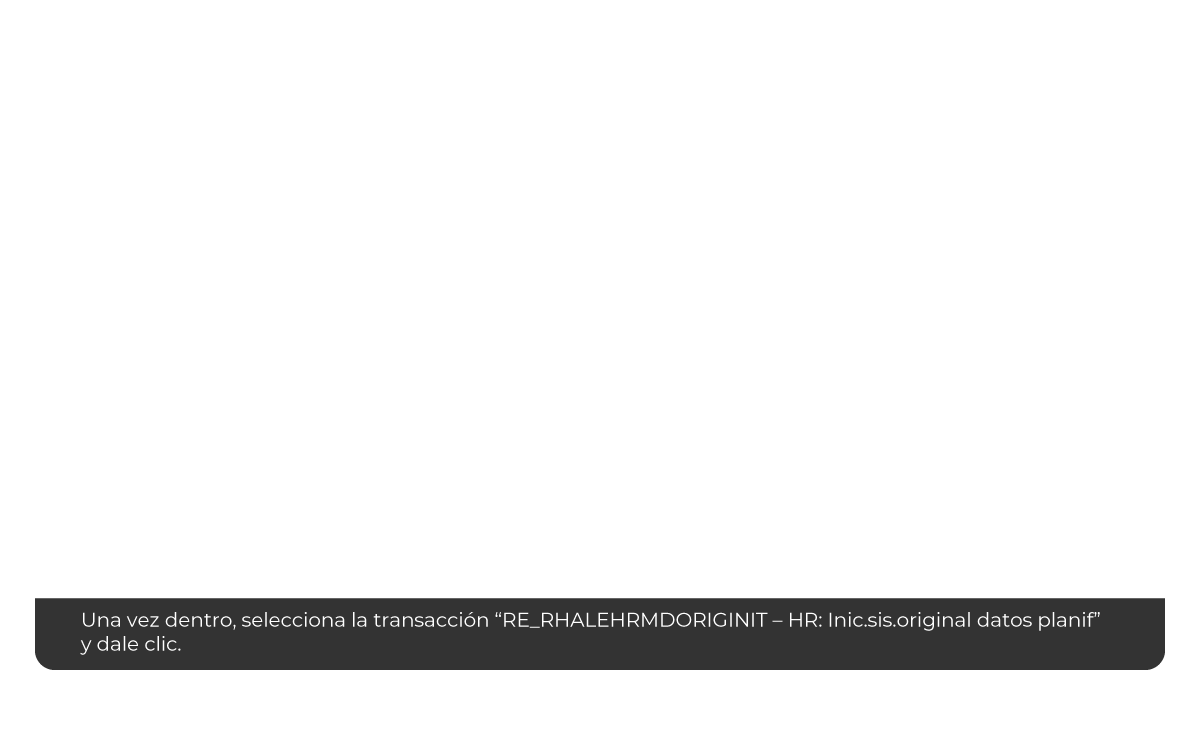 Una vez dentro, selecciona la transacción “RE_RHALEHRMDORIGINIT – HR: Inic.sis.original datos planif”
y dale clic.